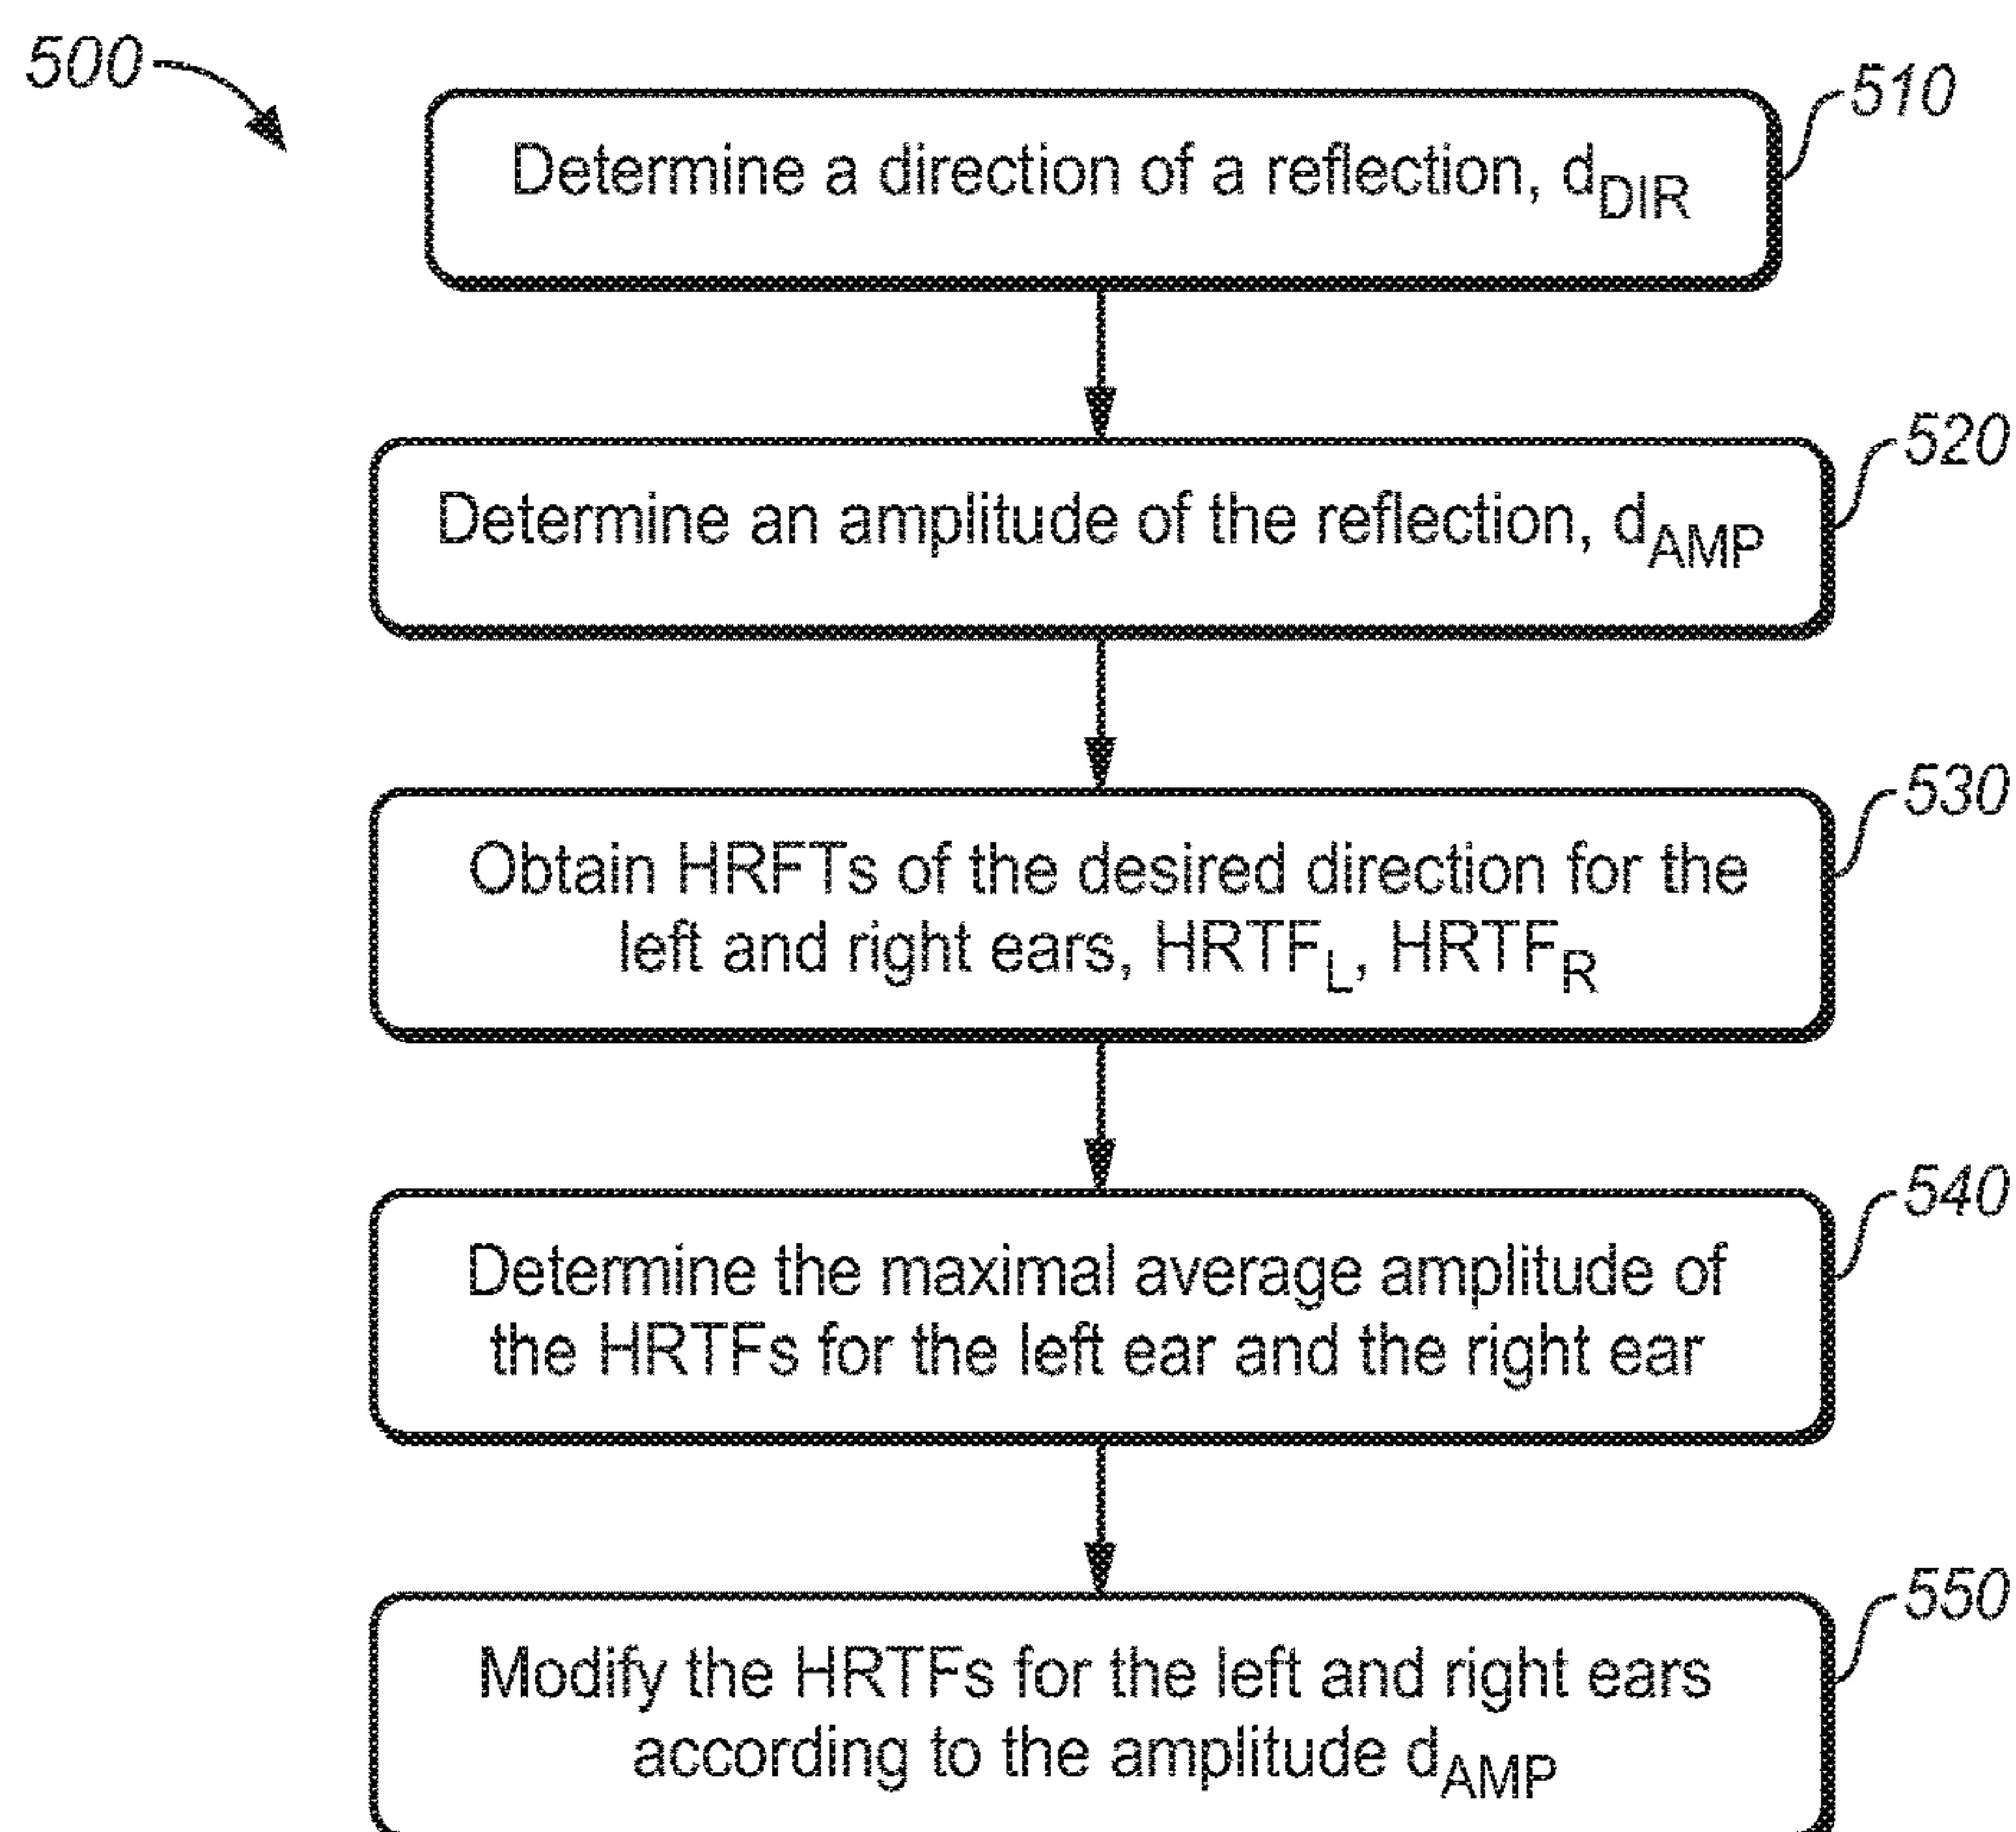 500
510
Determine a direction of a reflection, dDIR
520
Determine an amplitude of the reflection, dAMP
530
Obtain HRFTs of the desired direction for the
left and right ears, HRTFL, HRTFR
540
Determine the maximal average amplitude of
the HRTFs for the left ear and the right ear
550
Modify the HRTFs for the left and right ears
according to the amplitude dAMP